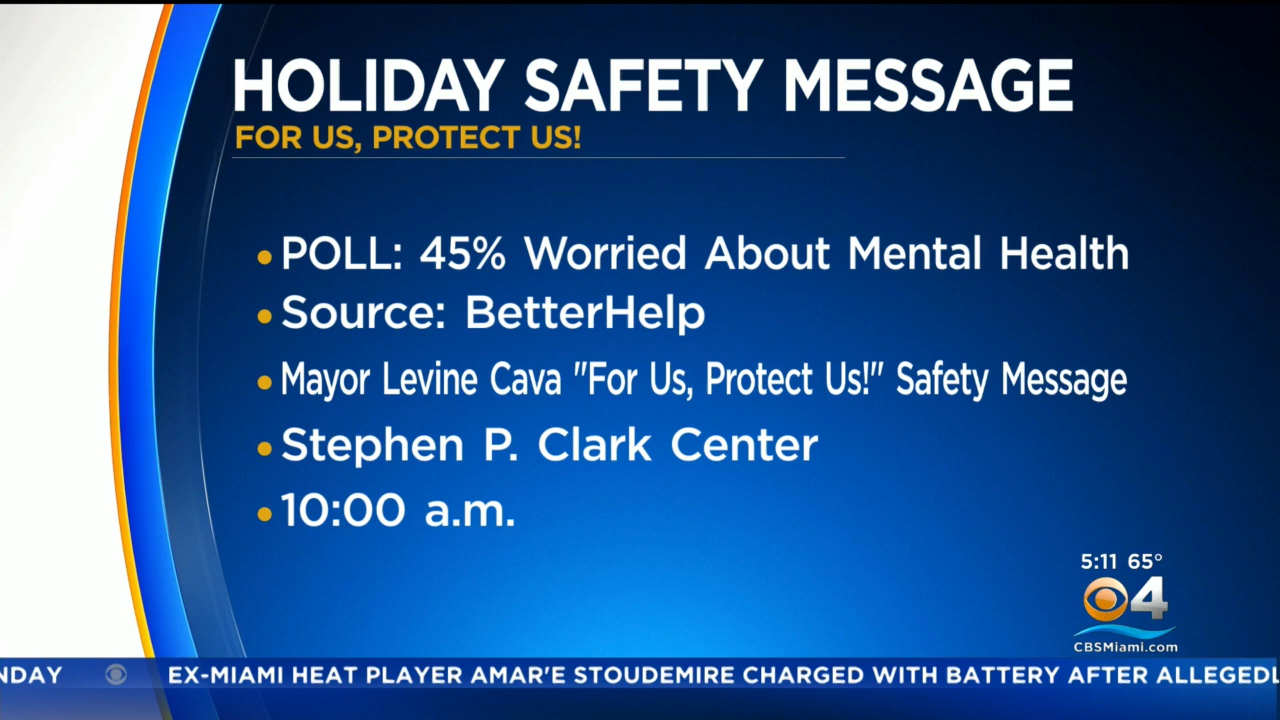 HOLIDAY SAFETY MESSAGE
FOR US, PROTECT US!
POLL: 45% Worried About Mental Health
Source: BetterHelp
Mayor Levine Cava "For Us, Protect Us!" Safety Message
Stephen P. Clark Center
10:00 a.m.
5:11 65°
4
CBSMiami.com
NDAY EX-MIAMI HEAT PLAYER AMAR'E STOUDEMIRE CHARGED WITH BATTERY AFTER ALLEGEDL